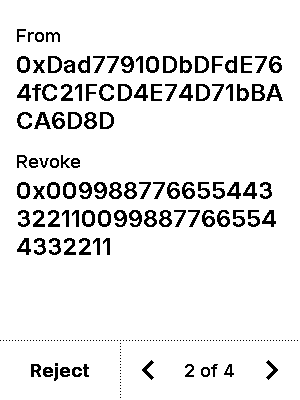 From
0xDad77910DbDFdE76
4fC21FCD4E74D71bBA
CA6D8D
Revoke
0x009988776655443
322110099887766554
4332211
Reject
2 of 4